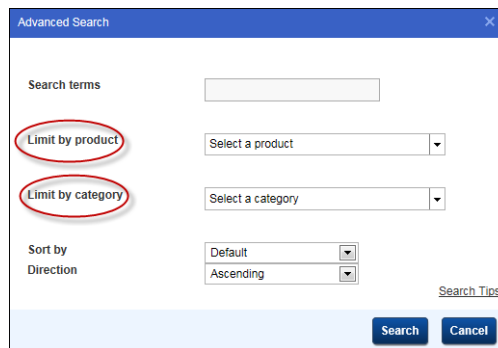 Advanced Search
Search terms
Limit by product Select a product
Limit by category Select a category
Sort by Default
Direction Ascending
Search Tips
Search Cancel